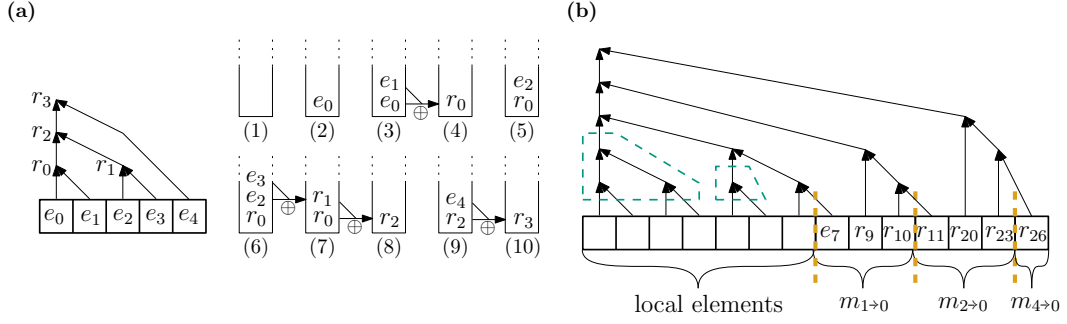 (a)
r₃
r₂
r₀ r₁
e₀ e₁ e₂ e₃ e₄
e₀
e₁
e₀ ⊕ r₀
e₂
r₀
(1) (2) (3) (4) (5)
e₃
e₂ ⊕ r₁
r₀ r₀ ⊕ r₂
e₄
r₂ ⊕ r₃
(6) (7) (8) (9) (10)
(b)
e₇ r₉ r₁₀ r₁₁ r₂₀ r₂₃ r₂₆
local elements m₁→₀ m₂→₀ m₄→₀